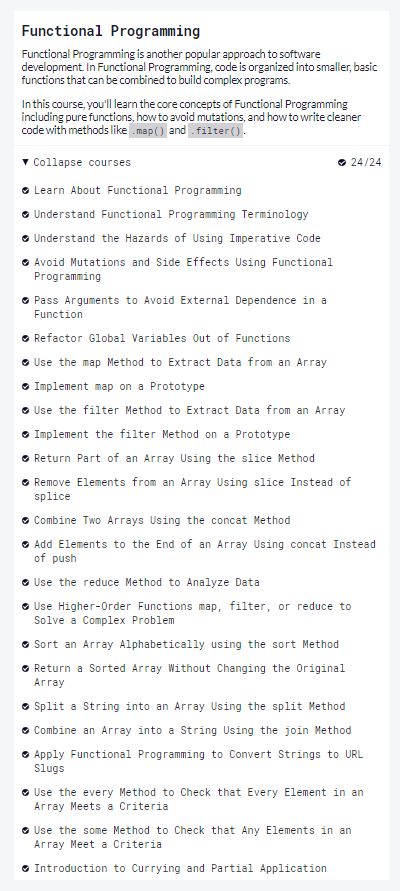 Functional Programming
Functional Programming is another popular approach to software
development. In Functional Programming, code is organized into smaller, basic
functions that can be combined to build complex programs.
In this course, you'll learn the core concepts of Functional Programming
including pure functions, how to avoid mutations, and how to write cleaner
code with methods like .map() and .filter().
▼ Collapse courses 24/24
Learn About Functional Programming
Understand Functional Programming Terminology
Understand the Hazards of Using Imperative Code
Avoid Mutations and Side Effects Using Functional
Programming
Pass Arguments to Avoid External Dependence in a
Function
Refactor Global Variables Out of Functions
Use the map Method to Extract Data from an Array
Implement map on a Prototype
Use the filter Method to Extract Data from an Array
Implement the filter Method on a Prototype
Return Part of an Array Using the slice Method
Remove Elements from an Array Using slice Instead of
splice
Combine Two Arrays Using the concat Method
Add Elements to the End of an Array Using concat Instead
of push
Use the reduce Method to Analyze Data
Use Higher-Order Functions map, filter, or reduce to
Solve a Complex Problem
Sort an Array Alphabetically using the sort Method
Return a Sorted Array Without Changing the Original
Array
Split a String into an Array Using the split Method
Combine an Array into a String Using the join Method
Apply Functional Programming to Convert Strings to URL
Slugs
Use the every Method to Check that Every Element in an
Array Meets a Criteria
Use the some Method to Check that Any Elements in an
Array Meet a Criteria
Introduction to Currying and Partial Application